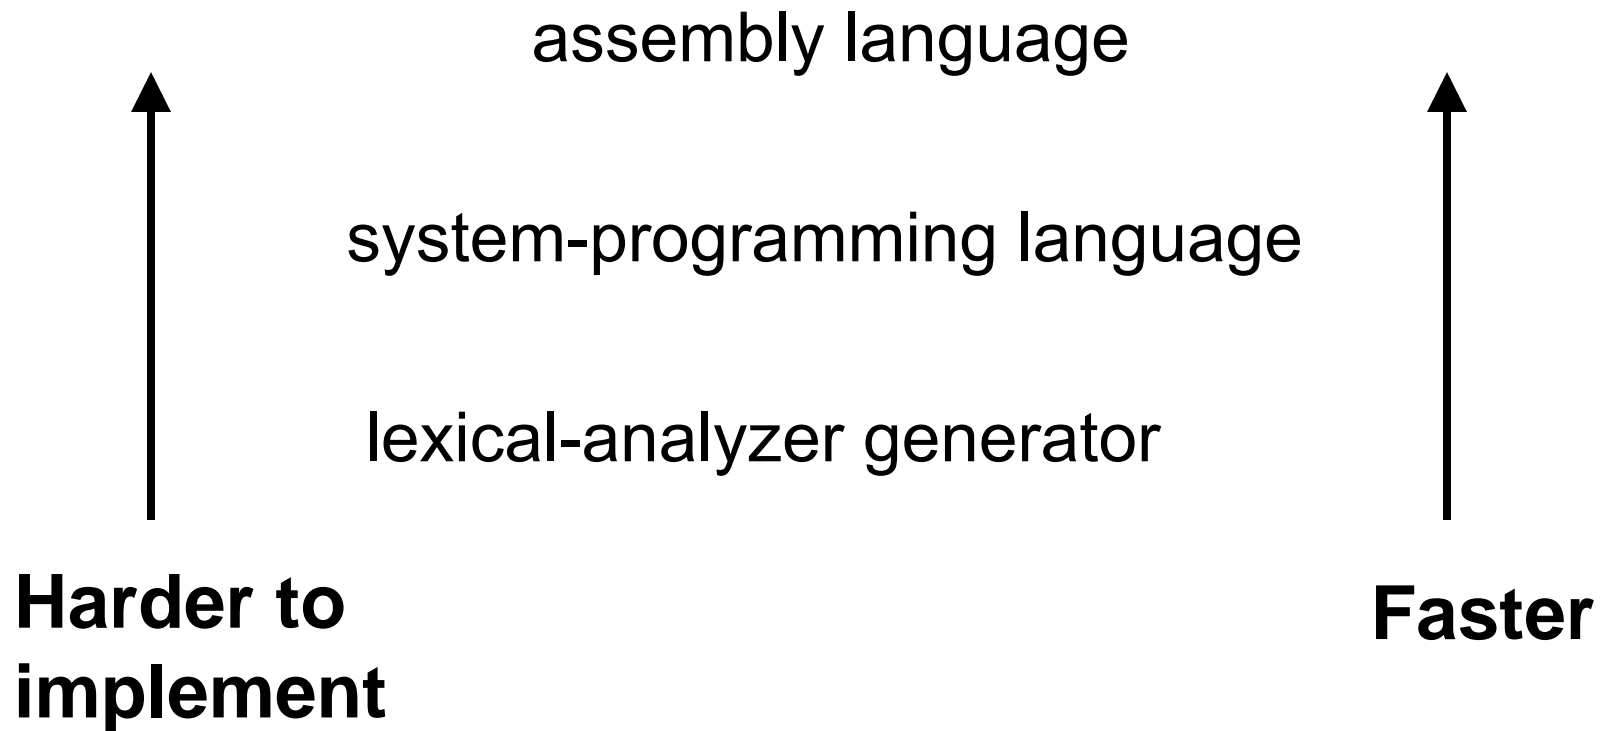 assembly language
system-programming language
lexical-analyzer generator
Harder to
implement
Faster